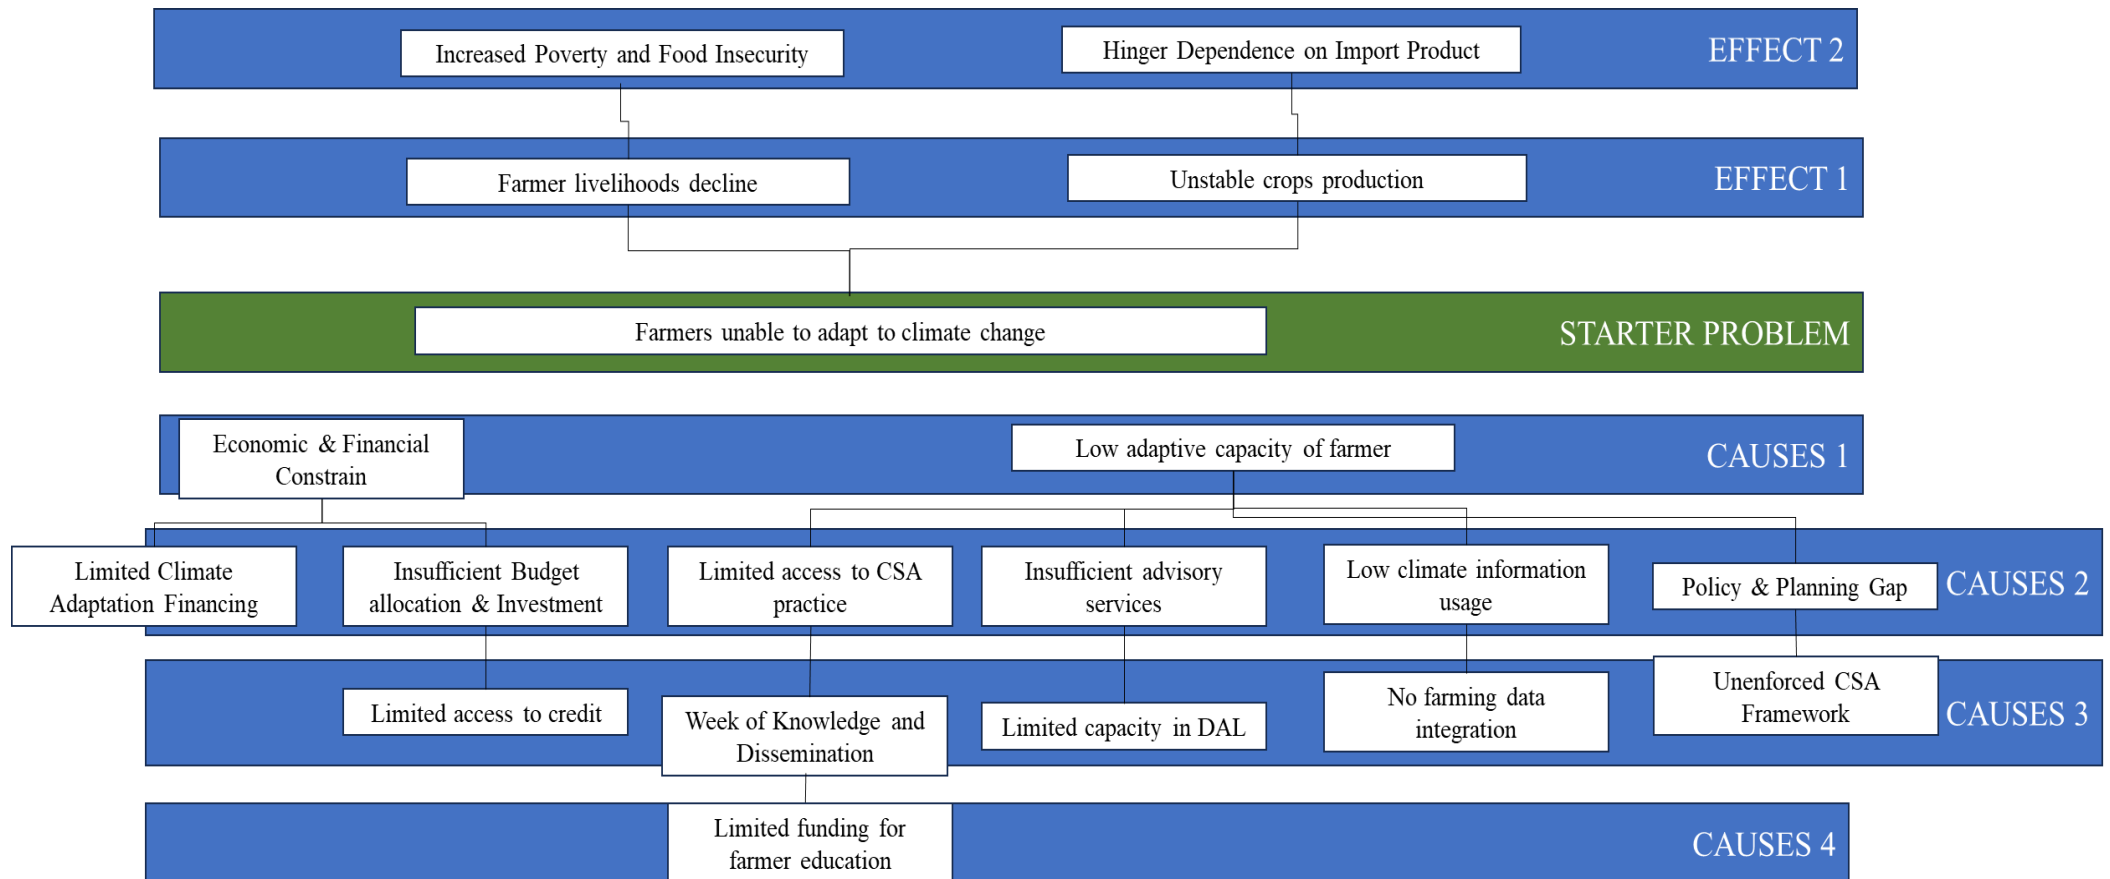 Increased Poverty and Food Insecurity
Hinger Dependence on Import Product
EFFECT 2
Farmer livelihoods decline
Unstable crops production
EFFECT 1
Farmers unable to adapt to climate change
STARTER PROBLEM
Economic & Financial
Constrain
Low adaptive capacity of farmer
CAUSES 1
Limited Climate
Adaptation Financing
Insufficient Budget
allocation & Investment
Limited access to CSA
practice
Insufficient advisory
services
Low climate information
usage
Policy & Planning Gap
CAUSES 2
Limited access to credit
Week of Knowledge and
Dissemination
Limited capacity in DAL
No farming data
integration
Unenforced CSA
Framework
CAUSES 3
Limited funding for
farmer education
CAUSES 4